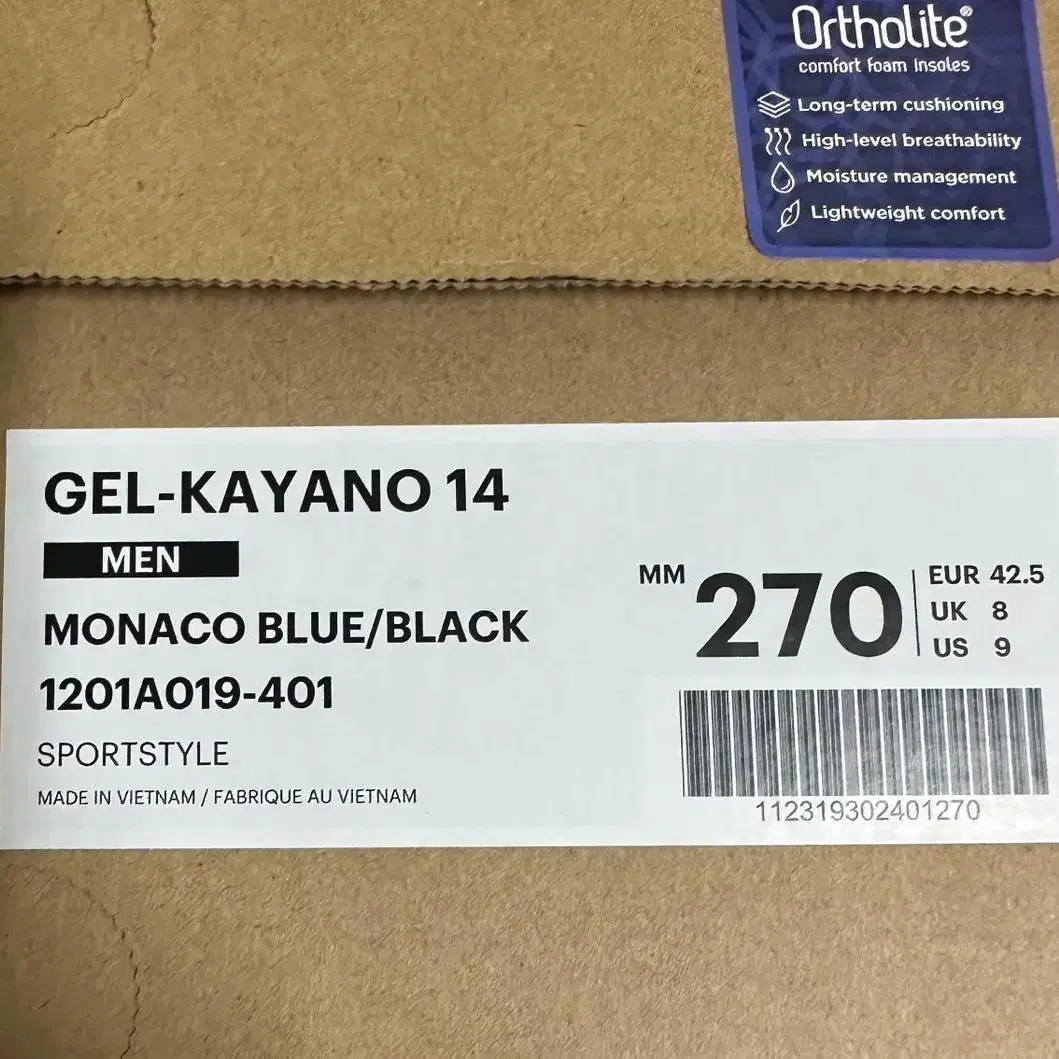 Ortholite®
comfort foam insoles
Long-term cushioning
High-level breathability
Moisture management
Lightweight comfort
GEL-KAYANO 14
MEN
MONACO BLUE/BLACK
1201A019-401
SPORTSTYLE
MADE IN VIETNAM / FABRIQUE AU VIETNAM
MM 270
EUR 42.5
UK 8
US 9
112319302401270